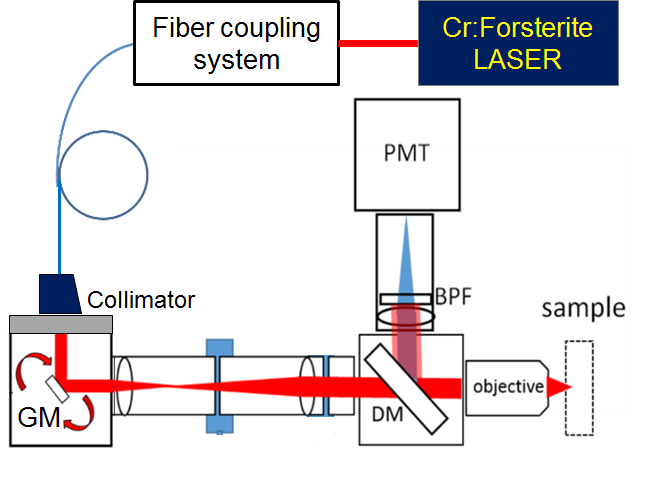 Fiber coupling
system
Cr:Forsterite
LASER
PMT
BPF
sample
Collimator
GM
DM
objective